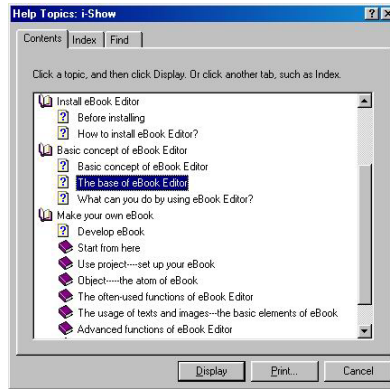 Help Topics: i-Show
Contents Index Find
Click a topic, and then click Display. Or click another tab, such as Index.
Install eBook Editor
Before installing
How to install eBook Editor?
Basic concept of eBook Editor
Basic concept of eBook Editor
The base of eBook Editor
What can you do by using eBook Editor?
Make your own eBook
Develop eBook
Start from here
Use project----set up your eBook
Object-----the atom of eBook
The often-used functions of eBook Editor
The usage of texts and images---the basic elements of eBook
Advanced functions of eBook Editor
Display Print... Cancel